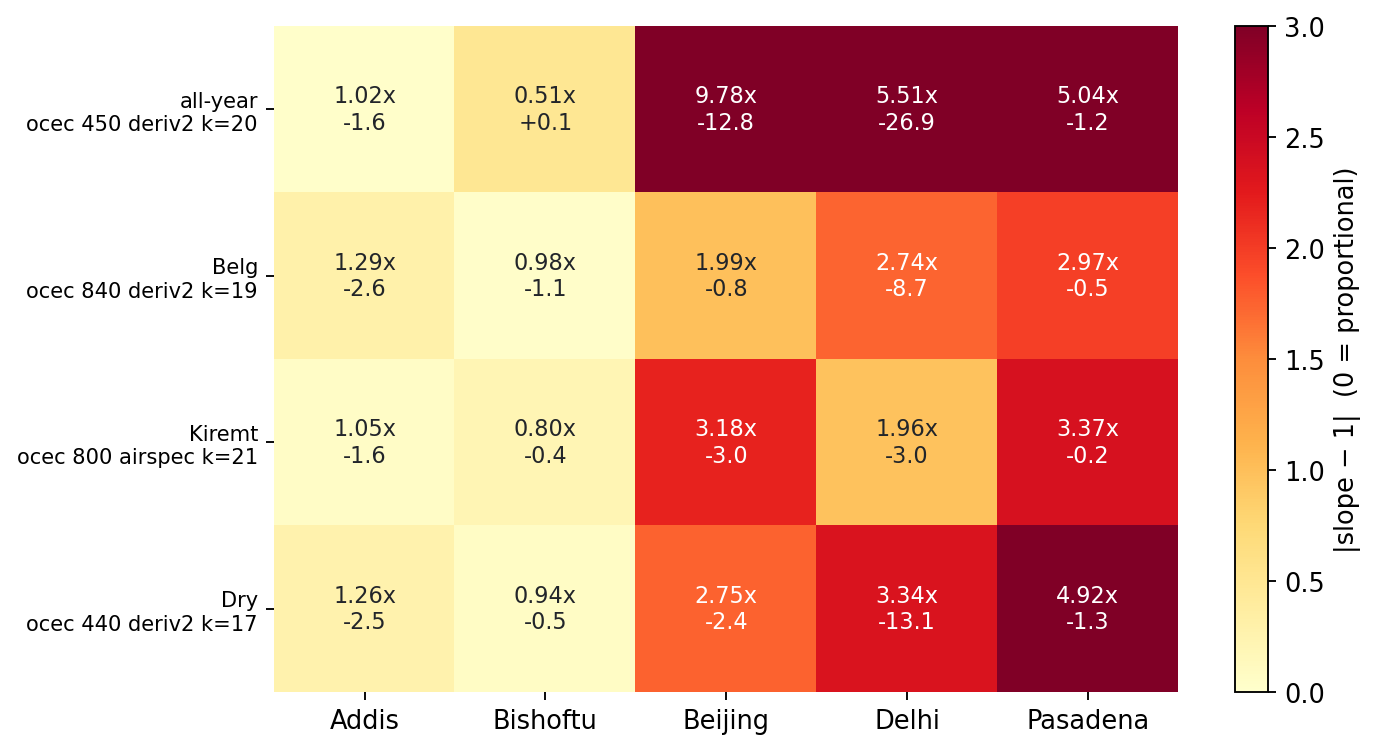 all-year
ocec 450 deriv2 k=20
1.02x
-1.6
0.51x
+0.1
9.78x
-12.8
5.51x
-26.9
5.04x
-1.2
Belg
ocec 840 deriv2 k=19
1.29x
-2.6
0.98x
-1.1
1.99x
-0.8
2.74x
-8.7
2.97x
-0.5
Kiremt
ocec 800 airspec k=21
1.05x
-1.6
0.80x
-0.4
3.18x
-3.0
1.96x
-3.0
3.37x
-0.2
Dry
ocec 440 deriv2 k=17
1.26x
-2.5
0.94x
-0.5
2.75x
-2.4
3.34x
-13.1
4.92x
-1.3
Addis
Bishoftu
Beijing
Delhi
Pasadena
3.0
2.5
2.0
1.5
1.0
0.5
0.0
|slope − 1| (0 = proportional)